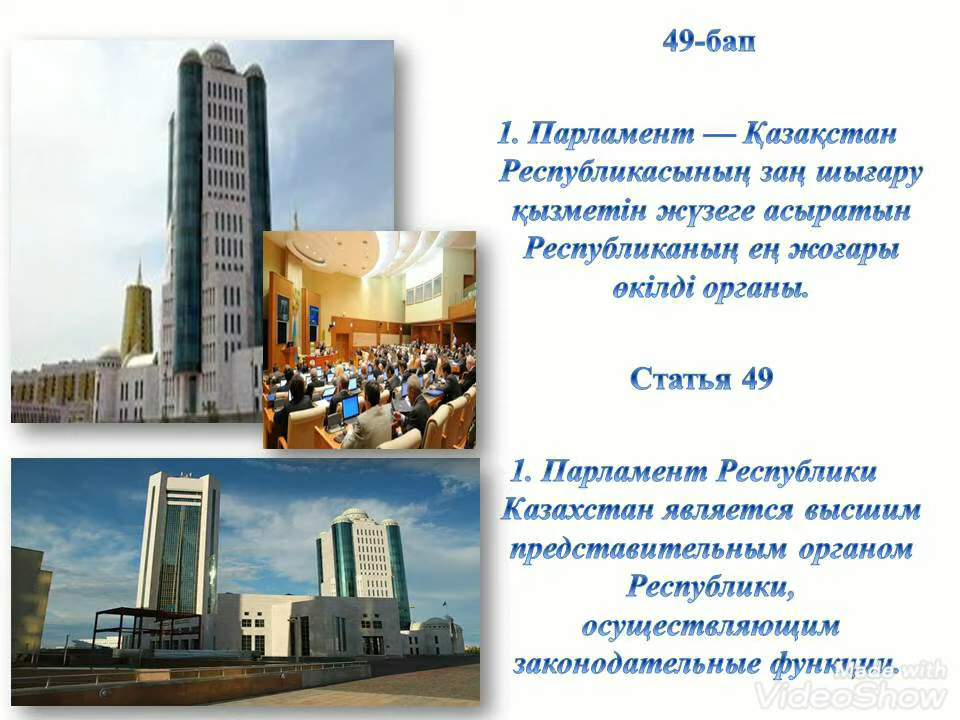 49-бап
1. Парламент — Қазақстан
Республикасының заң шығару
қызметін жүзеге асыратын
Республиканың ең жоғары
өкілді органы.
Статья 49
1. Парламент Республики
Казахстан является высшим
представительным органом
Республики,
осуществляющим
законодательные функции.
Made with
VideoShow